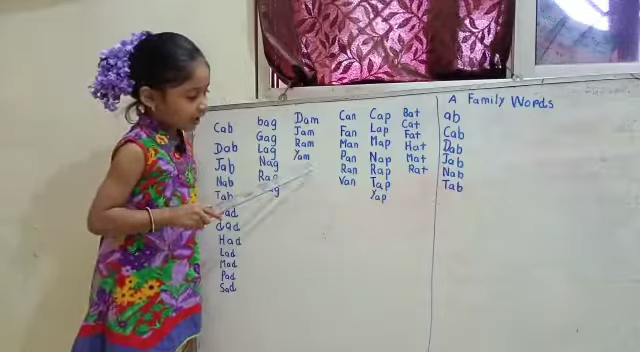 Cab
Dab
Jab
Nab
dad
Had
Lad
Mad
Pad
Sad
bag
Gag
Lag
Nag
Dam
Jam
Ram
Yam
Can
Fan
Man
Pan
Ran
Van
Cap
Lap
Map
Nap
Rap
Tap
Yap
Bat
Cat
Fat
Hat
Mat
Rat
A Family Words
ab
Cab
Dab
Jab
Nab
Tab